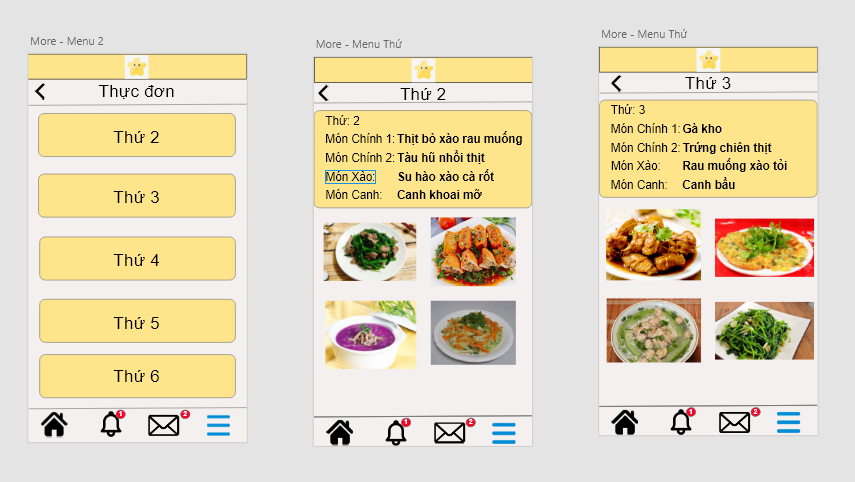 More - Menu 2
Thực đơn
Thứ 2
Thứ 3
Thứ 4
Thứ 5
Thứ 6
1
2
More - Menu Thứ
Thứ 2
Thứ: 2
Món Chính 1: Thịt bò xào rau muống
Món Chính 2: Tàu hũ nhồi thịt
Món Xào: Su hào xào cà rốt
Món Canh: Canh khoai mỡ
1
2
More - Menu Thứ
Thứ 3
Thứ: 3
Món Chính 1: Gà kho
Món Chính 2: Trứng chiên thịt
Món Xào: Rau muống xào tỏi
Món Canh: Canh bầu
1
2